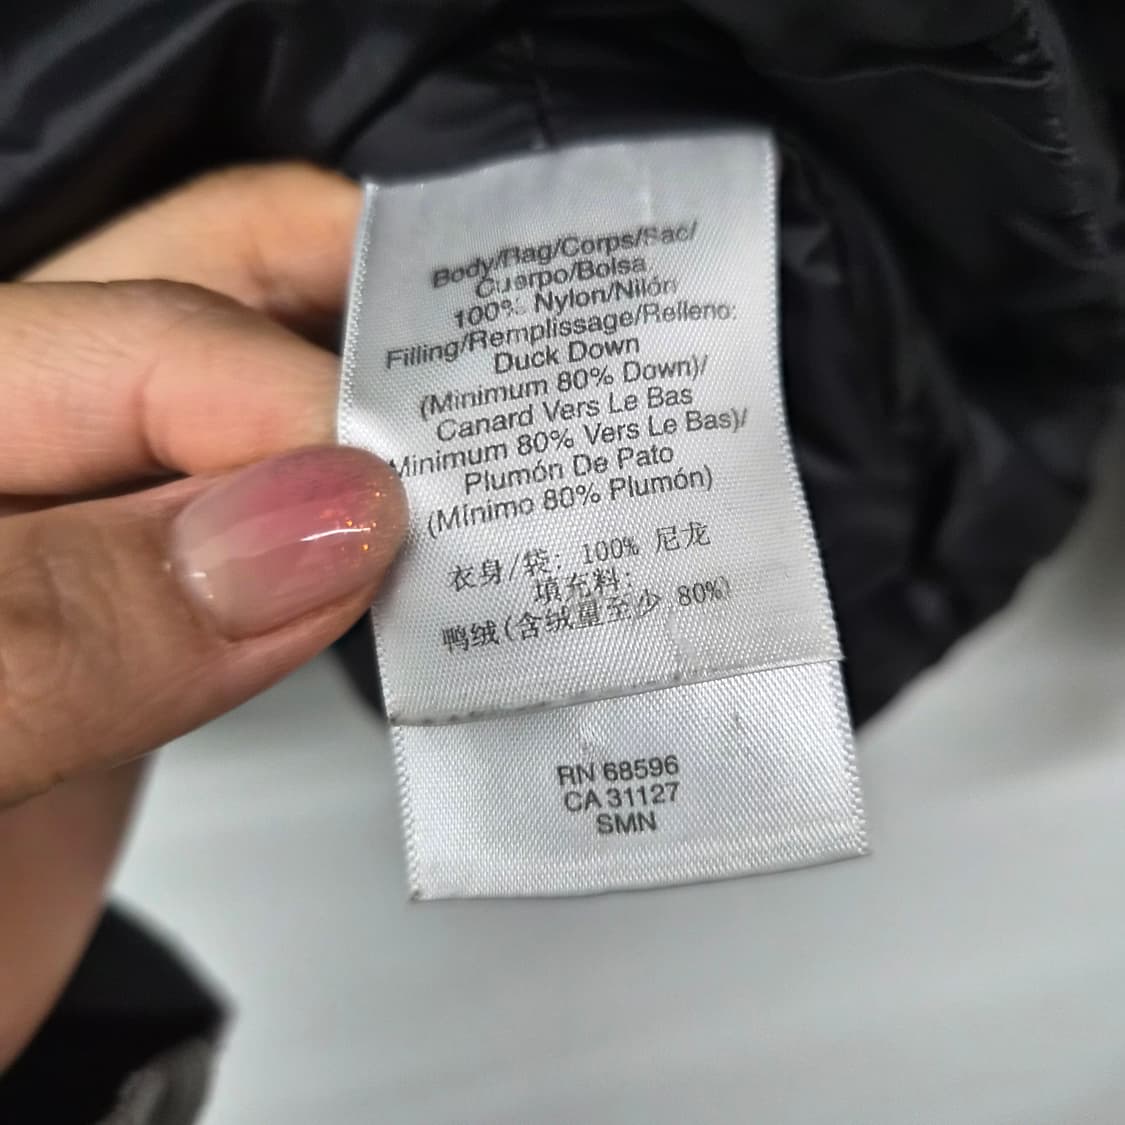 Body/Bag/Corps/Sac/
Cuerpo/Bolsa
100% Nylon/Nilón
Filling/Remplissage/Relleno:
Duck Down
(Minimum 80% Down)/
Canard Vers Le Bas
Minimum 80% Vers Le Bas)/
Plumón De Pato
(Mínimo 80% Plumón)
衣身/袋: 100% 尼龙
填充料:
鸭绒(含绒量至少 80%)
RN 68596
CA 31127
SMN